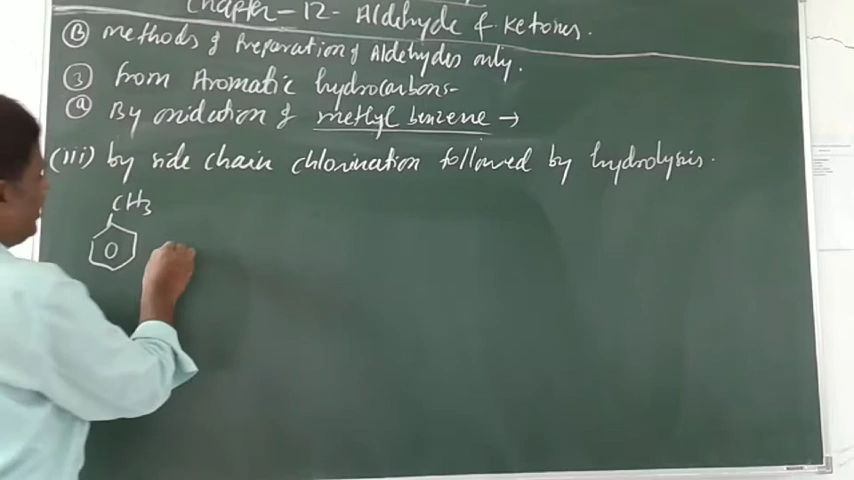 Chapter-12- Aldehyde & Ketones.
(B) methods of Preparation of Aldehydes only.
(3) from Aromatic hydrocarbons-
(a) By oxidation of methyl benzene →
(iii) by side chain chlorination followed by hydrolysis.
CH3